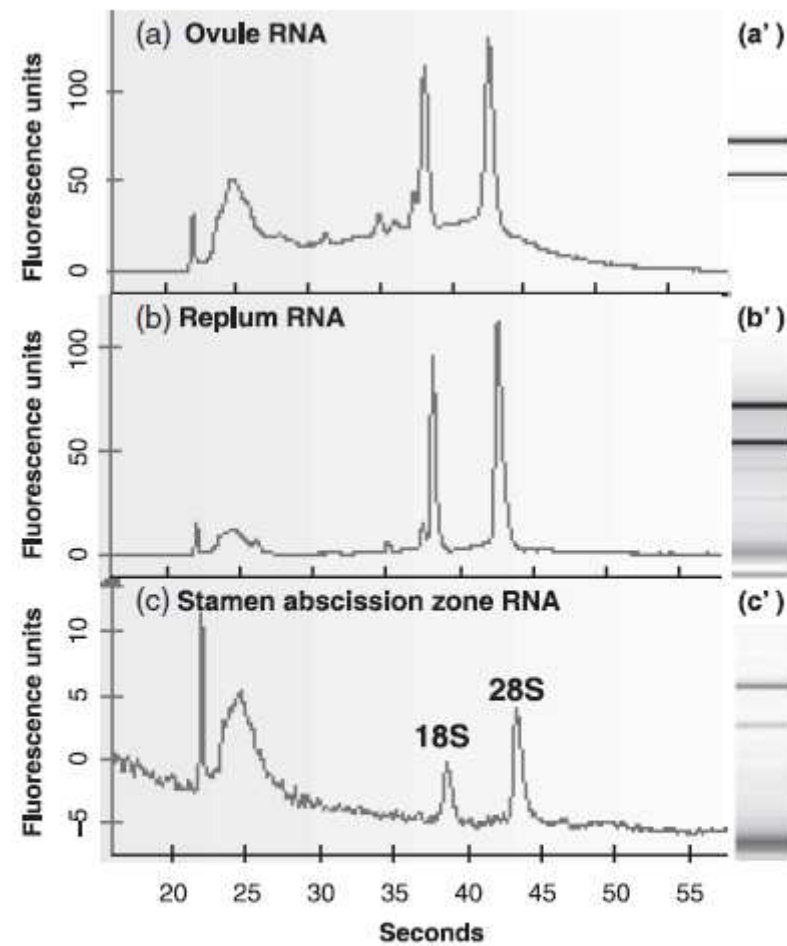 (a) Ovule RNA
(a')
Fluorescence units
100
50
0
(b) Replum RNA
(b')
Fluorescence units
100
50
0
(c) Stamen abscission zone RNA
(c')
Fluorescence units
10
5
0
–5
18S
28S
20 25 30 35 40 45 50 55
Seconds